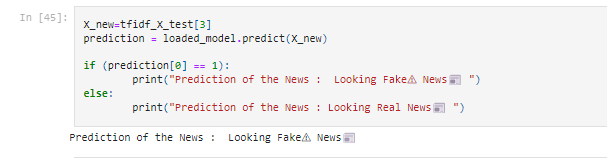 In [45]:
X_new=tfidf_X_test[3]
prediction = loaded_model.predict(X_new)
if (prediction[0] == 1):
print("Prediction of the News :  Looking Fake⚠ News📰 ")
else:
print("Prediction of the News : Looking Real News📰 ")
Prediction of the News :  Looking Fake⚠ News📰